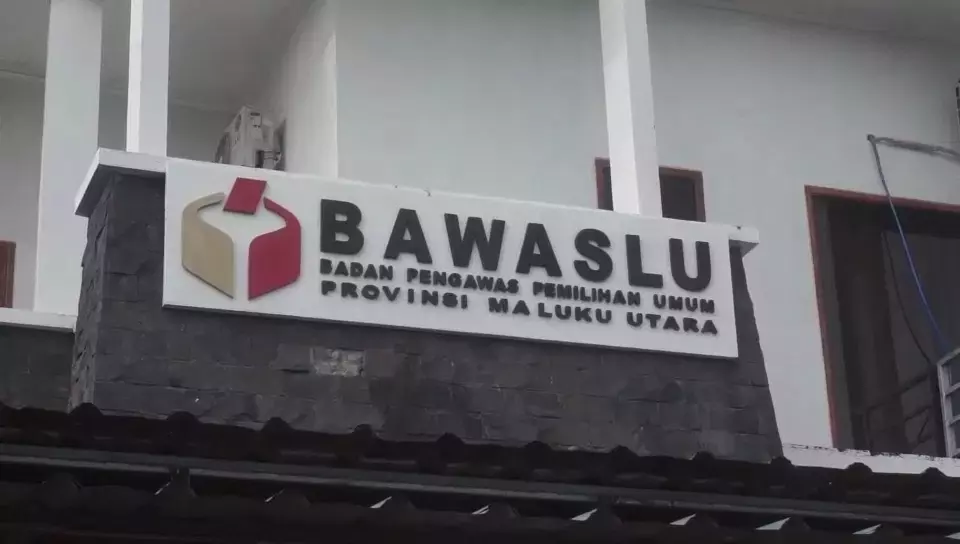 BAWASLU
BADAN PENGAWAS PEMILIHAN UMUM
PROVINSI MALUKU UTARA